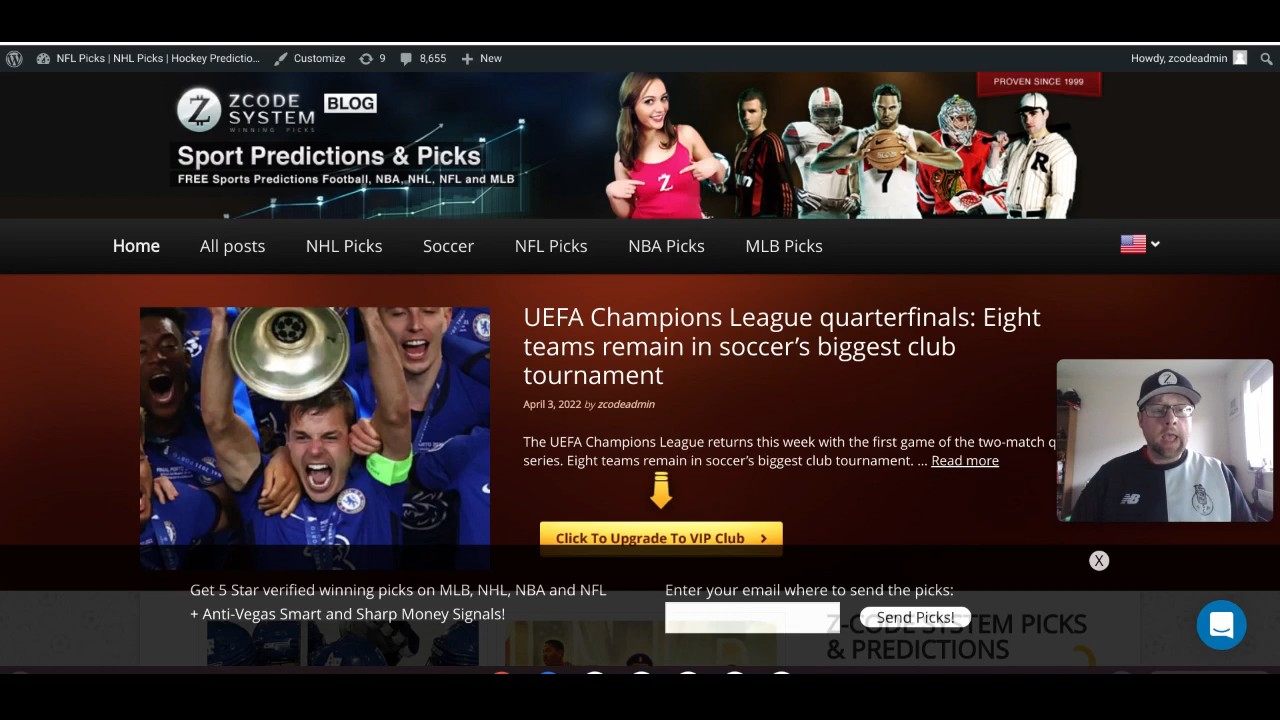 NFL Picks | NHL Picks | Hockey Predictio... Customize 9 8,655 New Howdy, zcodeadmin
PROVEN SINCE 1999
Z ZCODE SYSTEM BLOG
WINNING PICKS
Sport Predictions & Picks
FREE Sports Predictions Football, NBA, NHL, NFL and MLB
Z
7
R
Home All posts NHL Picks Soccer NFL Picks NBA Picks MLB Picks
UEFA Champions League quarterfinals: Eight
teams remain in soccer’s biggest club
tournament
April 3, 2022 by zcodeadmin
The UEFA Champions League returns this week with the first game of the two-match q
series. Eight teams remain in soccer’s biggest club tournament. ... Read more
Z
NB
Click To Upgrade To VIP Club
X
Get 5 Star verified winning picks on MLB, NHL, NBA and NFL
+ Anti-Vegas Smart and Sharp Money Signals!
Enter your email where to send the picks:
Send Picks!
Z-CODE SYSTEM PICKS
& PREDICTIONS